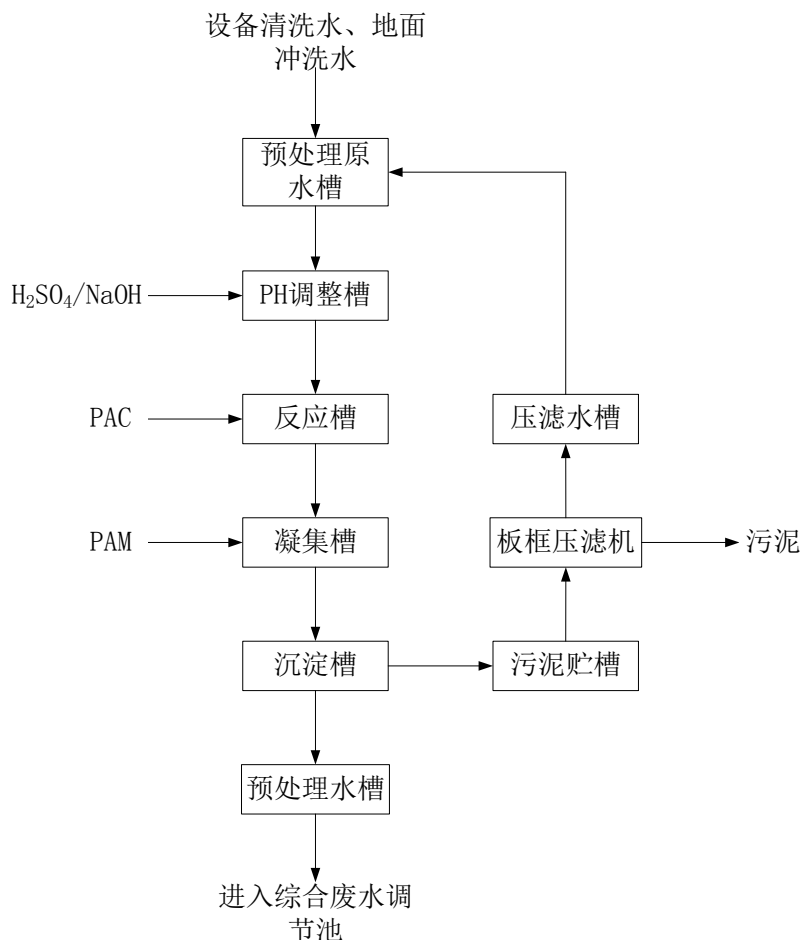 设备清洗水、地面
冲洗水
预处理原
水槽
H₂SO₄/NaOH
PH调整槽
PAC
反应槽
压滤水槽
PAM
凝集槽
板框压滤机
污泥
沉淀槽
污泥贮槽
预处理水槽
进入综合废水调
节池